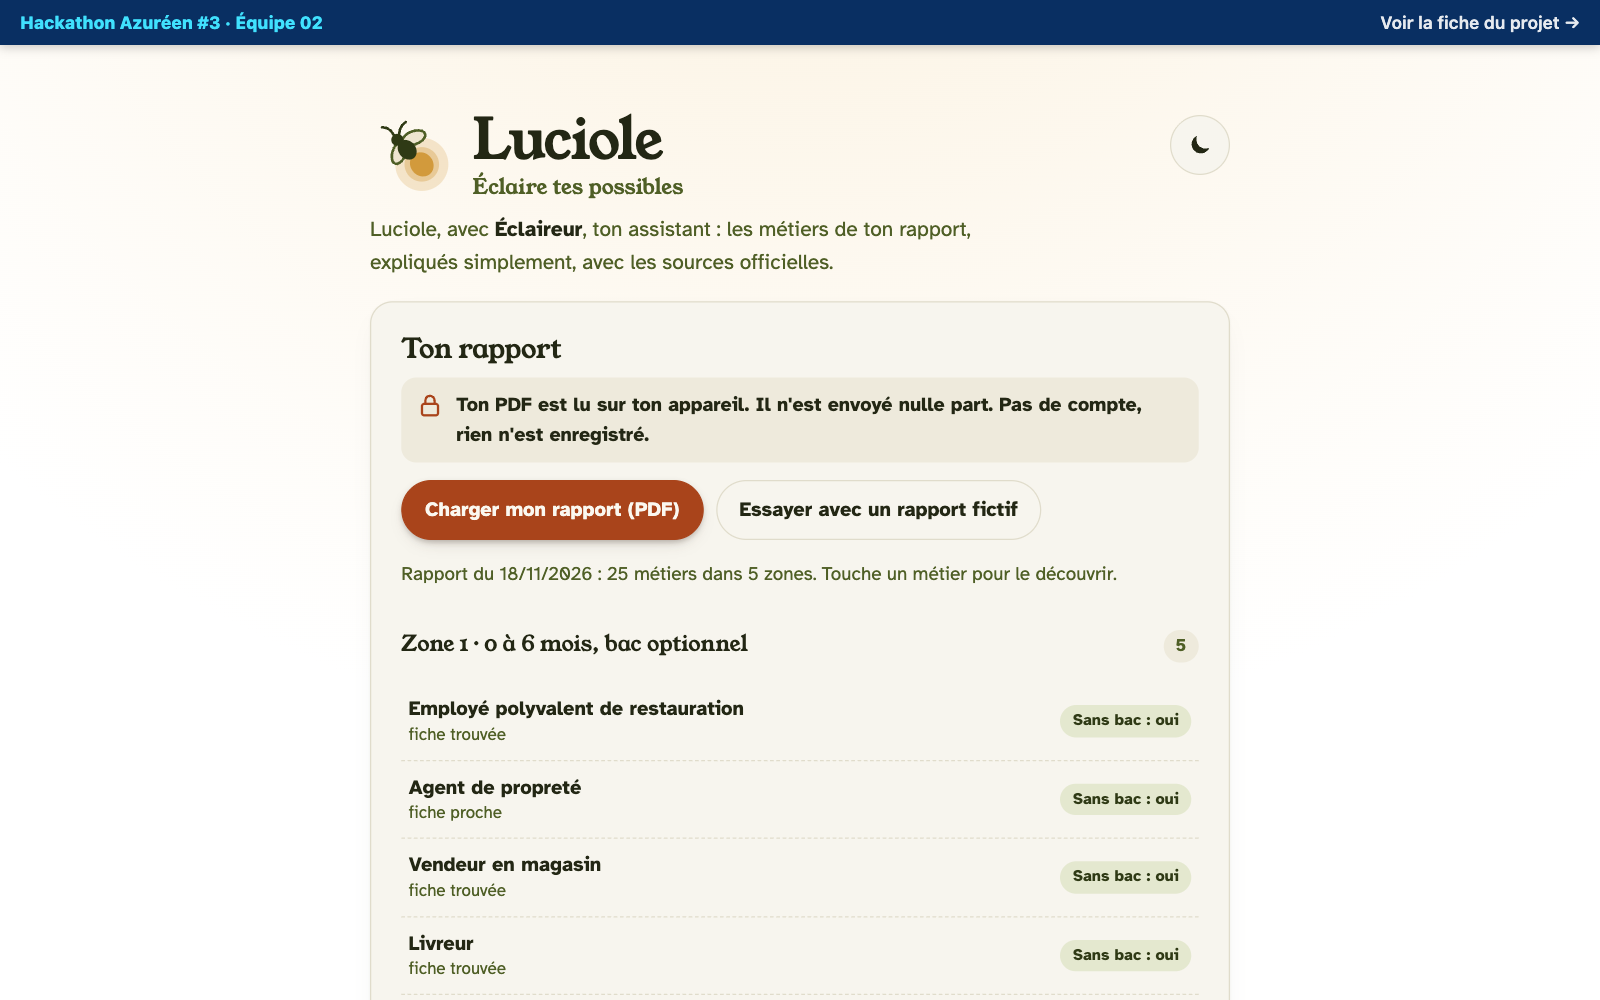 Hackathon Azuréen #3 · Équipe 02
Voir la fiche du projet →
Luciole
Éclaire tes possibles
Luciole, avec Éclaireur, ton assistant : les métiers de ton rapport,
expliqués simplement, avec les sources officielles.
Ton rapport
Ton PDF est lu sur ton appareil. Il n'est envoyé nulle part. Pas de compte,
rien n'est enregistré.
Charger mon rapport (PDF)
Essayer avec un rapport fictif
Rapport du 18/11/2026 : 25 métiers dans 5 zones. Touche un métier pour le découvrir.
Zone 1 · 0 à 6 mois, bac optionnel
5
Employé polyvalent de restauration
fiche trouvée
Sans bac : oui
Agent de propreté
fiche proche
Sans bac : oui
Vendeur en magasin
fiche trouvée
Sans bac : oui
Livreur
fiche trouvée
Sans bac : oui